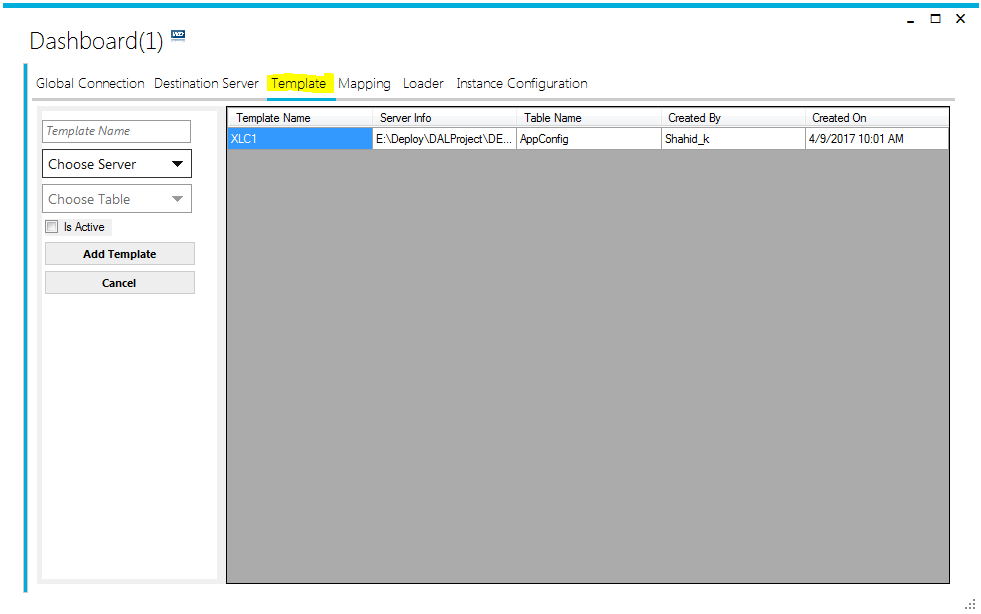 Dashboard(1) WD
Global Connection Destination Server Template Mapping Loader Instance Configuration
Template Name
Choose Server
Choose Table
Is Active
Add Template
Cancel
Template Name Server Info Table Name Created By Created On
XLC1 E:\Deploy\DALProject\DE... AppConfig Shahid_k 4/9/2017 10:01 AM